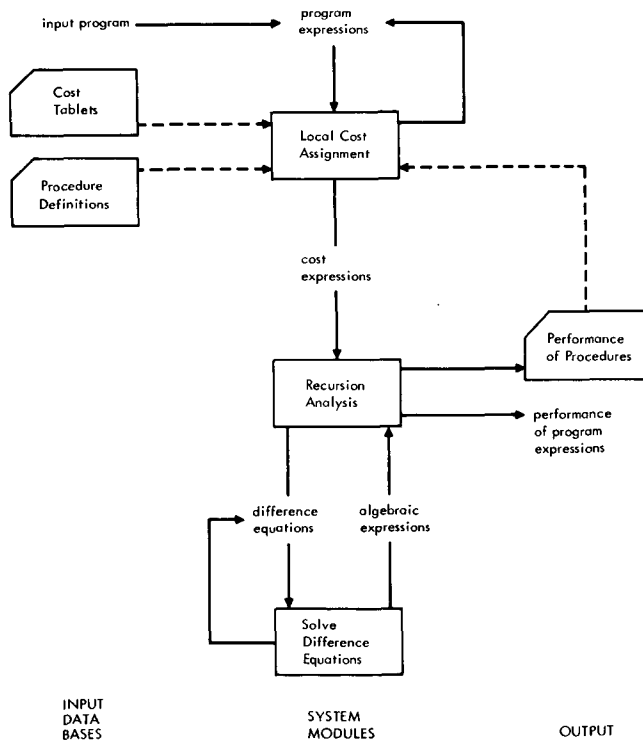 input program
program
expressions
Cost
Tablets
Local Cost
Assignment
Procedure
Definitions
cost
expressions
Performance
of Procedures
Recursion
Analysis
performance
of program
expressions
difference
equations
algebraic
expressions
Solve
Difference
Equations
INPUT
DATA
BASES
SYSTEM
MODULES
OUTPUT